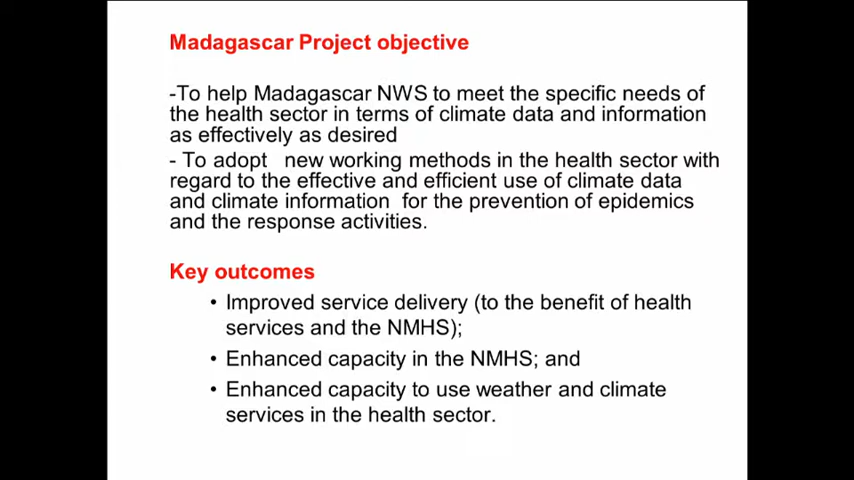 Madagascar Project objective
-To help Madagascar NWS to meet the specific needs of
the health sector in terms of climate data and information
as effectively as desired
- To adopt new working methods in the health sector with
regard to the effective and efficient use of climate data
and climate information for the prevention of epidemics
and the response activities.
Key outcomes
• Improved service delivery (to the benefit of health
services and the NMHS);
• Enhanced capacity in the NMHS; and
• Enhanced capacity to use weather and climate
services in the health sector.